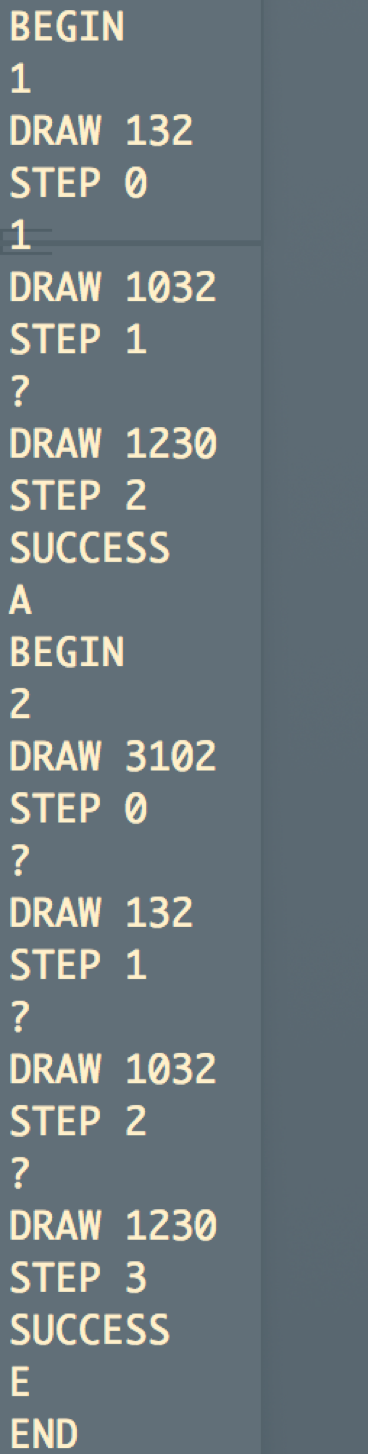 BEGIN
1
DRAW 132
STEP 0
1
DRAW 1032
STEP 1
?
DRAW 1230
STEP 2
SUCCESS
A
BEGIN
2
DRAW 3102
STEP 0
?
DRAW 132
STEP 1
?
DRAW 1032
STEP 2
?
DRAW 1230
STEP 3
SUCCESS
E
END